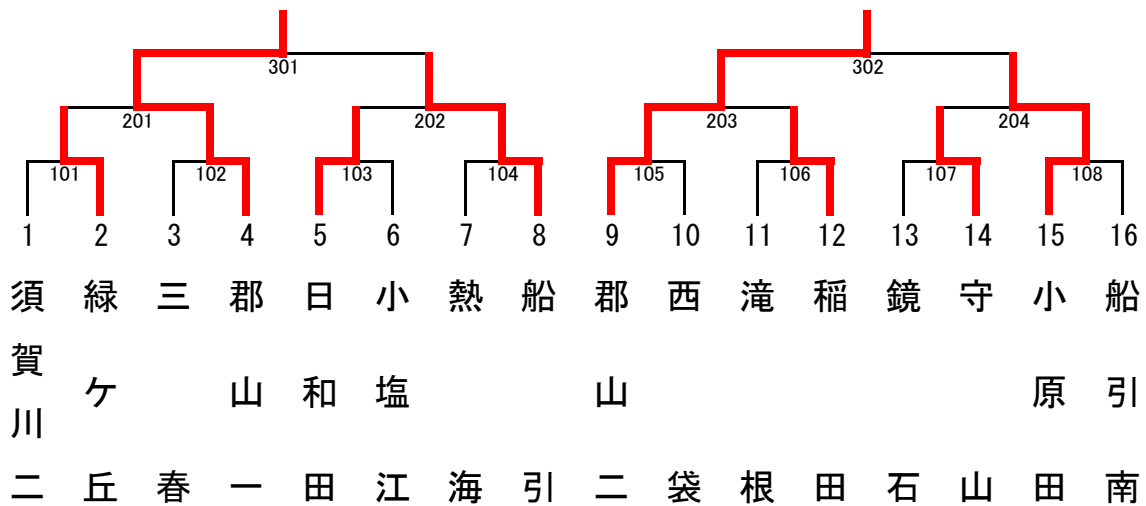 301 302
201 202 203 204
101 102 103 104 105 106 107 108
1 2 3 4 5 6 7 8 9 10 11 12 13 14 15 16
須賀川二
緑ケ丘
三春
郡山一
日和田
小塩江
熱海
船引
郡山二
西袋
滝根
稲田
鏡石
守山
小原田
船引南